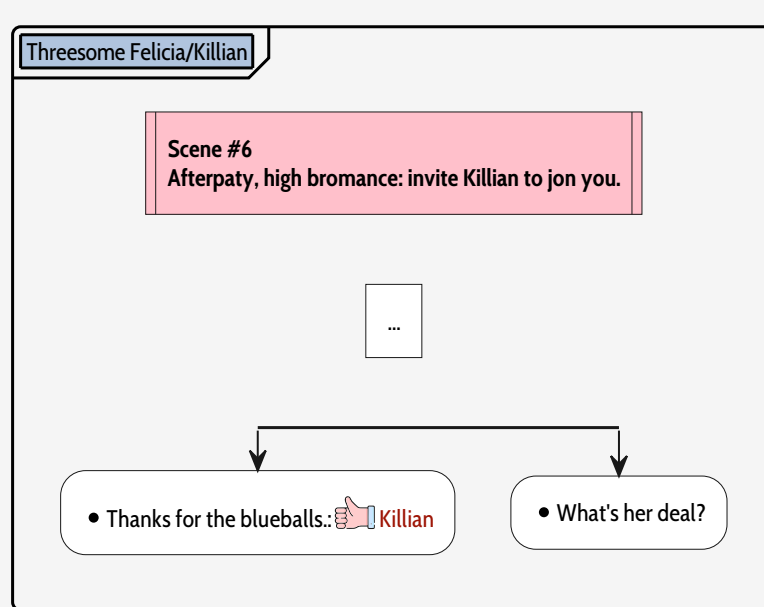 Threesome Felicia/Killian
Scene #6
Afterpaty, high bromance: invite Killian to jon you.
...
• Thanks for the blueballs.: Killian
• What's her deal?